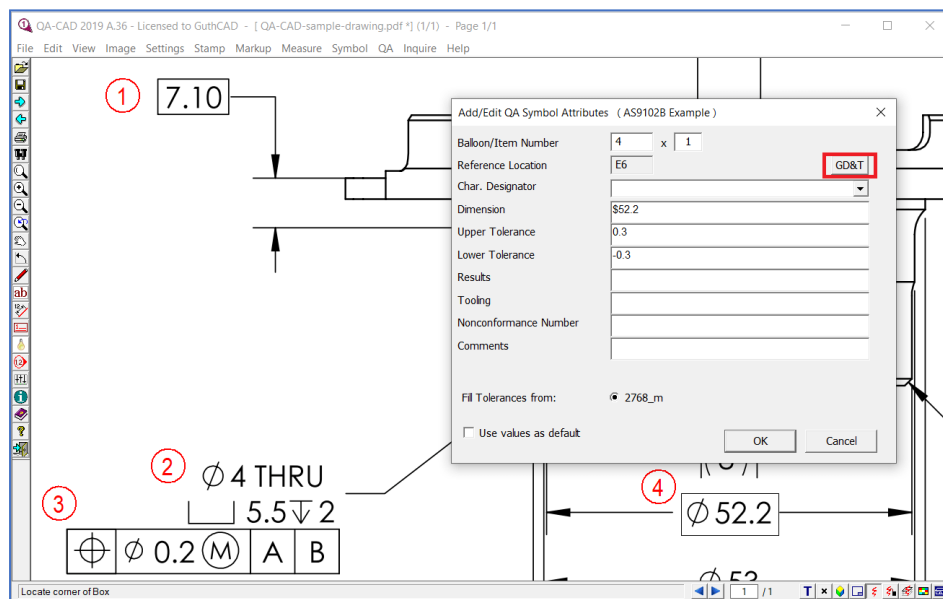 QA-CAD 2019 A.36 - Licensed to GuthCAD - [ QA-CAD-sample-drawing.pdf *] (1/1) - Page 1/1
File Edit View Image Settings Stamp Markup Measure Symbol QA Inquire Help
1 7.10
Add/Edit QA Symbol Attributes ( AS9102B Example )
Balloon/Item Number 4 x 1
Reference Location E6 GD&T
Char. Designator
Dimension $52.2
Upper Tolerance 0.3
Lower Tolerance -0.3
Results
Tooling
Nonconformance Number
Comments
Fill Tolerances from: 2768_m
Use values as default
OK Cancel
ab
12
2 ∅ 4 THRU
⌴ 5.5 ↧ 2
3
⌖ ∅ 0.2 Ⓜ A B
4
∅ 52.2
∅ 53
Locate corner of Box
1 /1
T